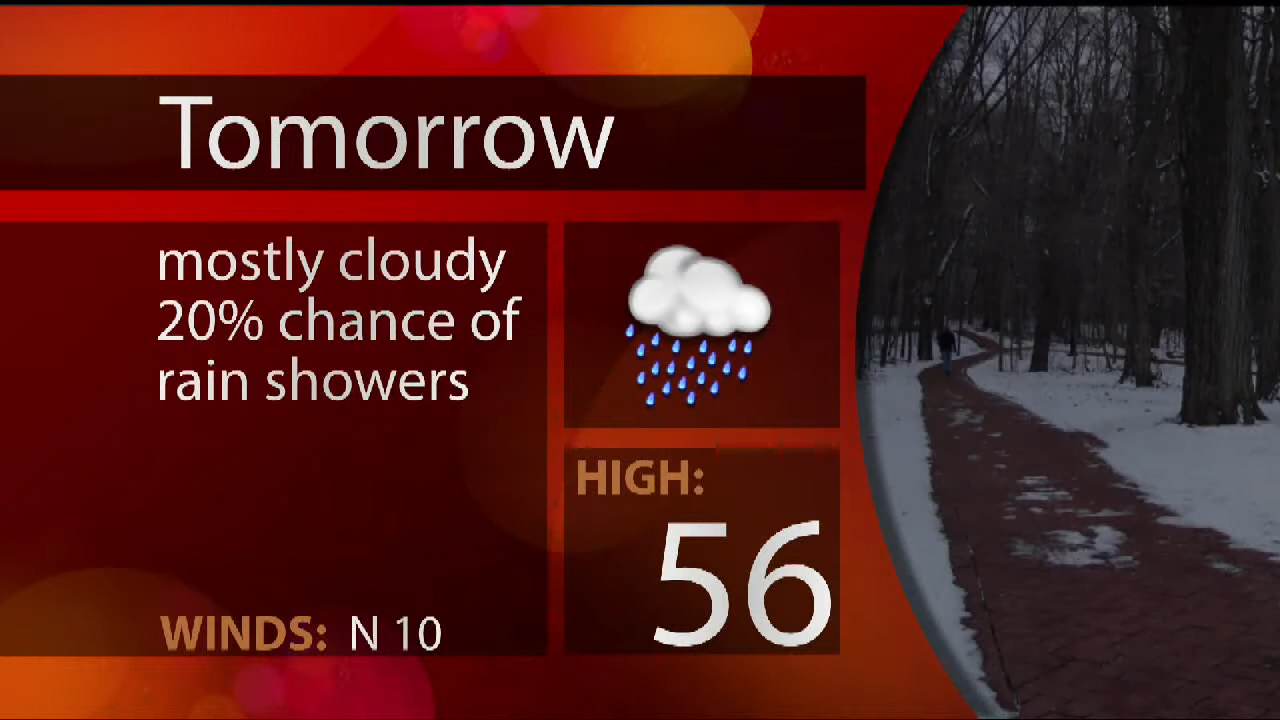 Tomorrow
mostly cloudy
20% chance of
rain showers
HIGH:
56
WINDS: N 10